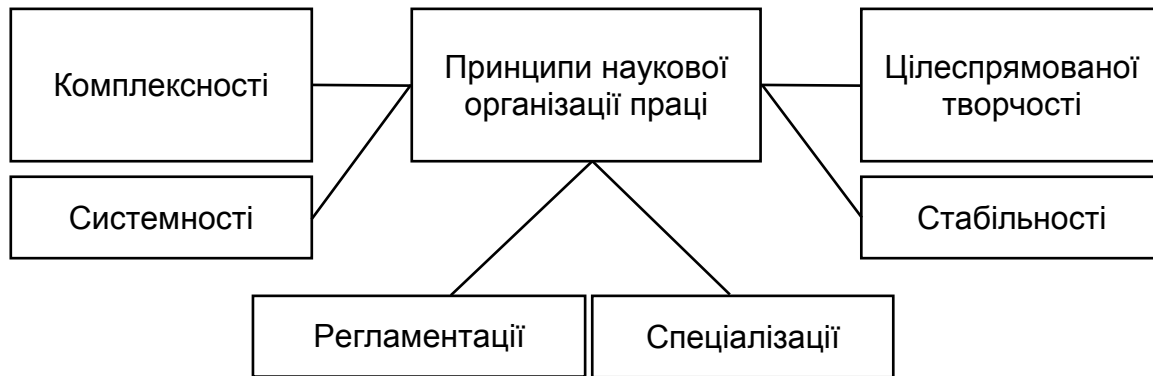 Комплексності
Принципи наукової
організації праці
Цілеспрямованої
творчості
Системності
Стабільності
Регламентації
Спеціалізації